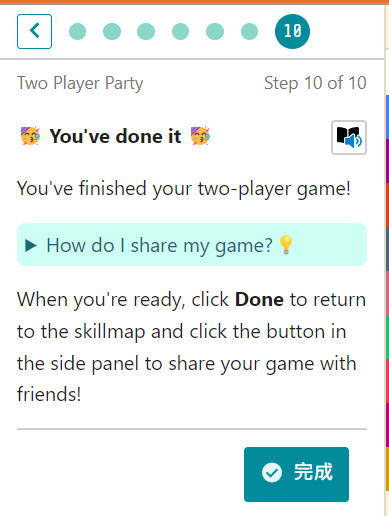 10
Two Player Party Step 10 of 10
🥳 You've done it 🥳
You've finished your two-player game!
How do I share my game?💡
When you're ready, click Done to return
to the skillmap and click the button in
the side panel to share your game with
friends!
完成